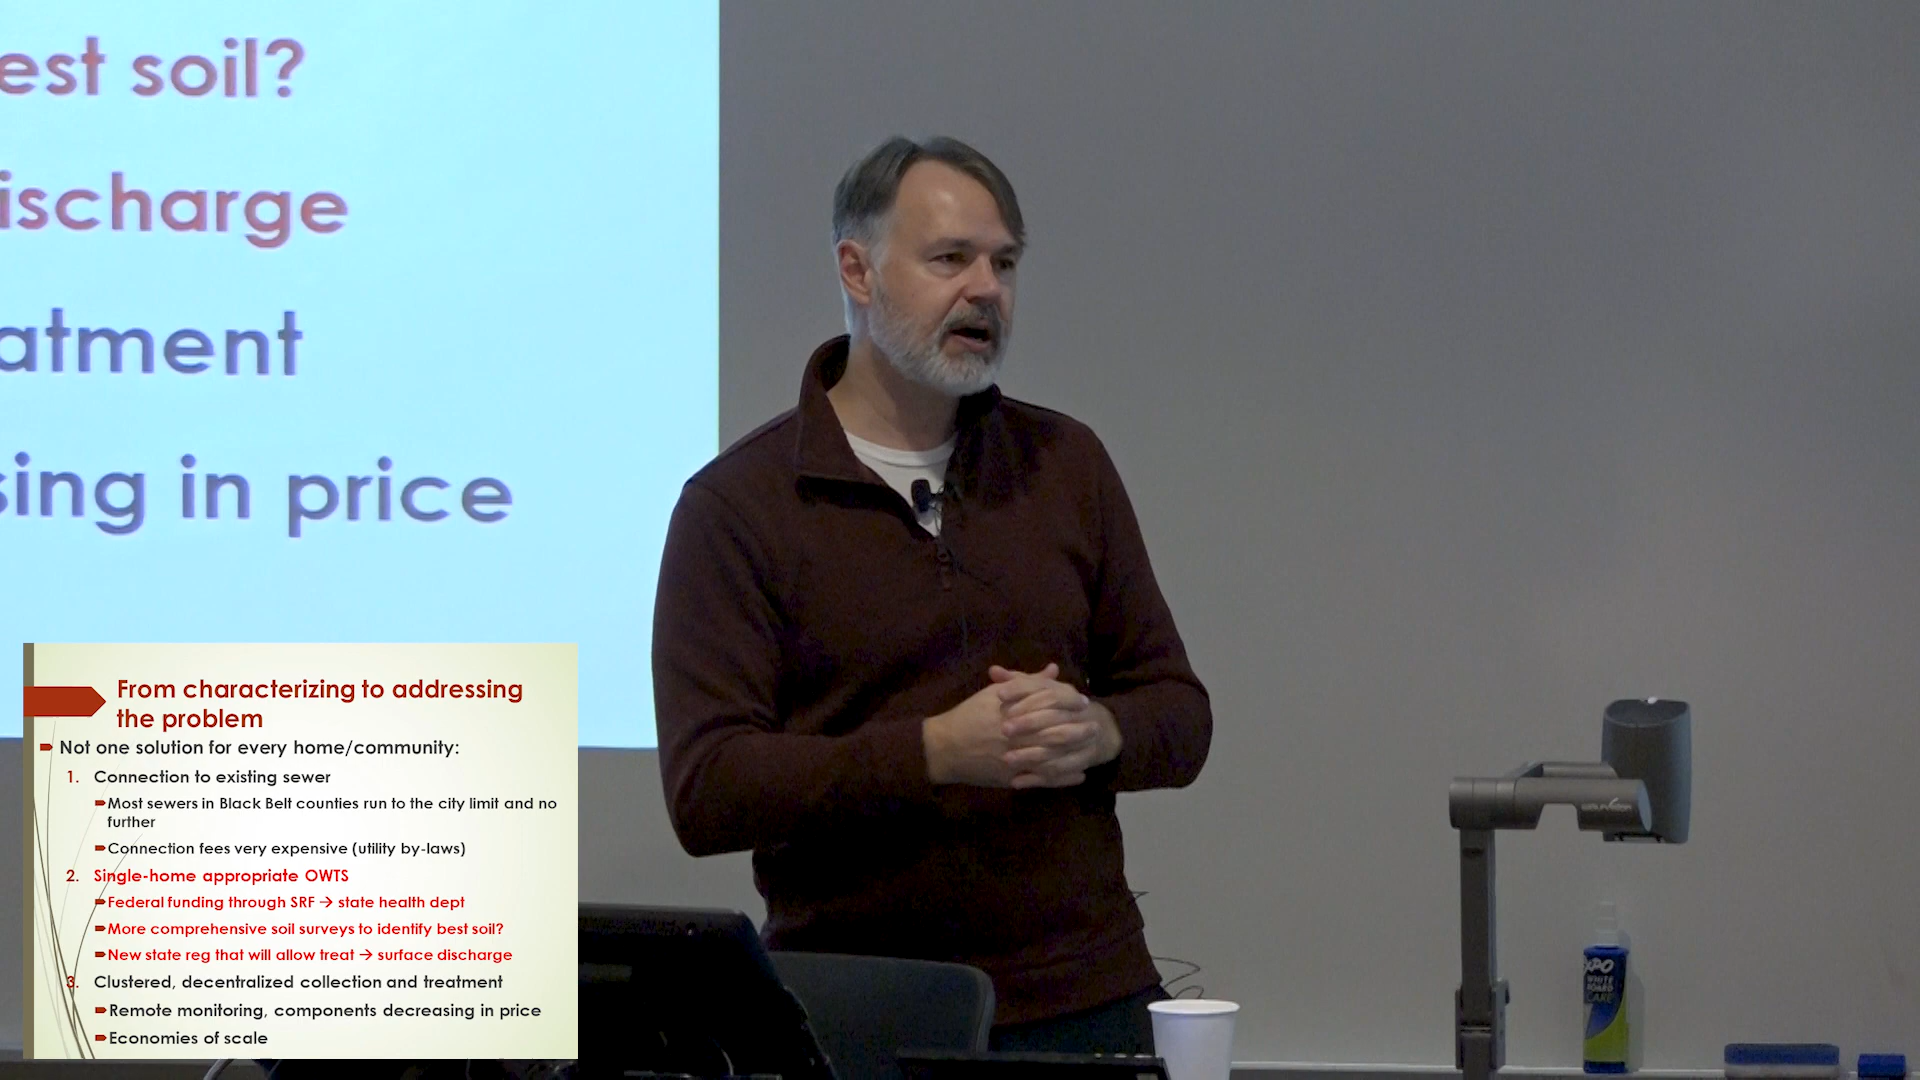 est soil?
ischarge
atment
sing in price
From characterizing to addressing
the problem
Not one solution for every home/community:
1. Connection to existing sewer
Most sewers in Black Belt counties run to the city limit and no
further
Connection fees very expensive (utility by-laws)
2. Single-home appropriate OWTS
Federal funding through SRF → state health dept
More comprehensive soil surveys to identify best soil?
New state reg that will allow treat → surface discharge
3. Clustered, decentralized collection and treatment
Remote monitoring, components decreasing in price
Economies of scale
EXPO
WHITE
BOARD
CARE